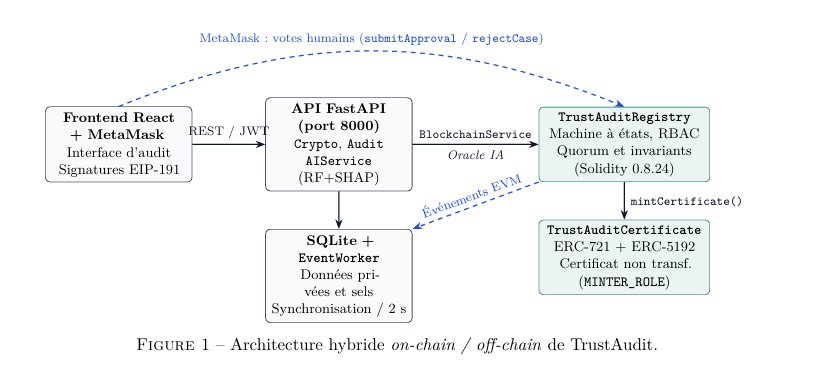 MetaMask : votes humains (submitApproval / rejectCase)
Frontend React
+ MetaMask
Interface d'audit
Signatures EIP-191
REST / JWT
API FastAPI
(port 8000)
Crypto, Audit
AIService
(RF+SHAP)
BlockchainService
Oracle IA
TrustAuditRegistry
Machine à états, RBAC
Quorum et invariants
(Solidity 0.8.24)
Événements EVM
mintCertificate()
SQLite +
EventWorker
Données pri-
vées et sels
Synchronisation / 2 s
TrustAuditCertificate
ERC-721 + ERC-5192
Certificat non transf.
(MINTER_ROLE)
FIGURE 1 – Architecture hybride on-chain / off-chain de TrustAudit.